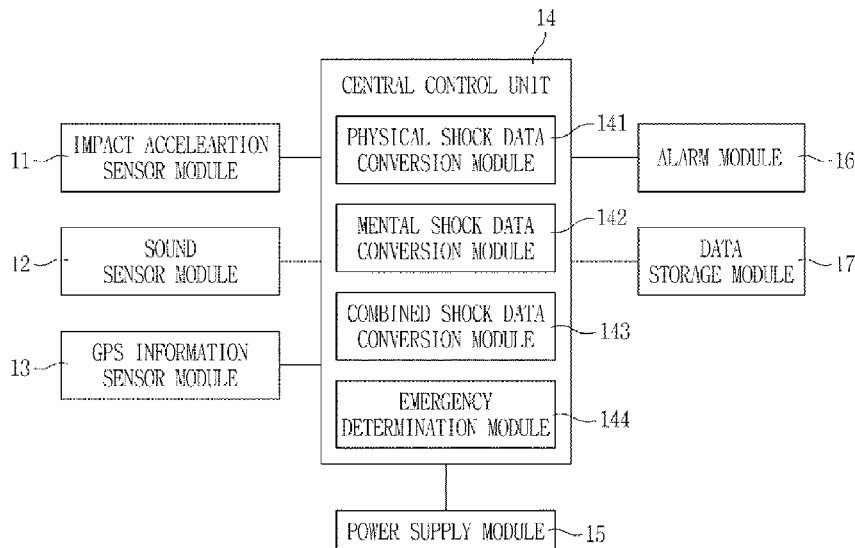 14
CENTRAL CONTROL UNIT
PHYSICAL SHOCK DATA
CONVERSION MODULE
141
MENTAL SHOCK DATA
CONVERSION MODULE
142
COMBINED SHOCK DATA
CONVERSION MODULE
143
EMERGENCY
DETERMINATION MODULE
144
IMPACT ACCELEARTION
SENSOR MODULE
11
SOUND
SENSOR MODULE
12
GPS INFORMATION
SENSOR MODULE
13
ALARM MODULE
16
DATA
STORAGE MODULE
17
POWER SUPPLY MODULE
15